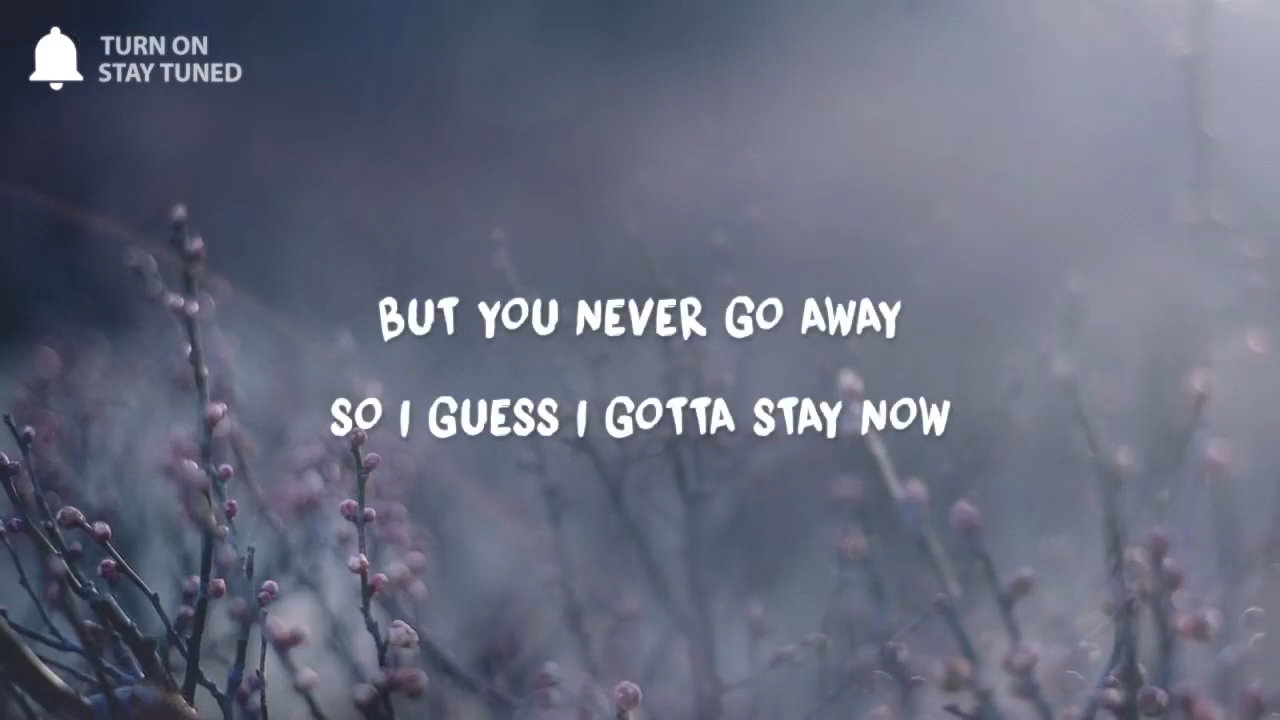 TURN ON
STAY TUNED
BUT YOU NEVER GO AWAY
SO I GUESS I GOTTA STAY NOW